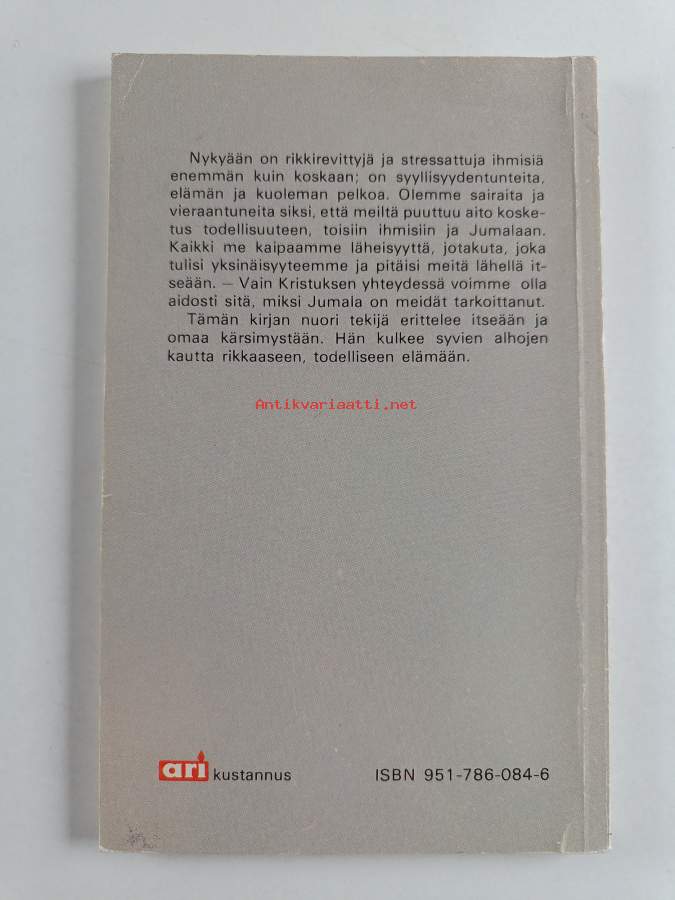 Nykyään on rikkirevittyjä ja stressattuja ihmisiä
enemmän kuin koskaan; on syyllisyydentunteita,
elämän ja kuoleman pelkoa. Olemme sairaita ja
vieraantuneita siksi, että meiltä puuttuu aito koske-
tus todellisuuteen, toisiin ihmisiin ja Jumalaan.
Kaikki me kaipaamme läheisyyttä, jotakuta, joka
tulisi yksinäisyyteemme ja pitäisi meitä lähellä it-
seään. — Vain Kristuksen yhteydessä voimme olla
aidosti sitä, miksi Jumala on meidät tarkoittanut.
Tämän kirjan nuori tekijä erittelee itseään ja
omaa kärsimystään. Hän kulkee syvien alhojen
kautta rikkaaseen, todelliseen elämään.
Antikvariaatti.net
ari kustannus
ISBN 951-786-084-6